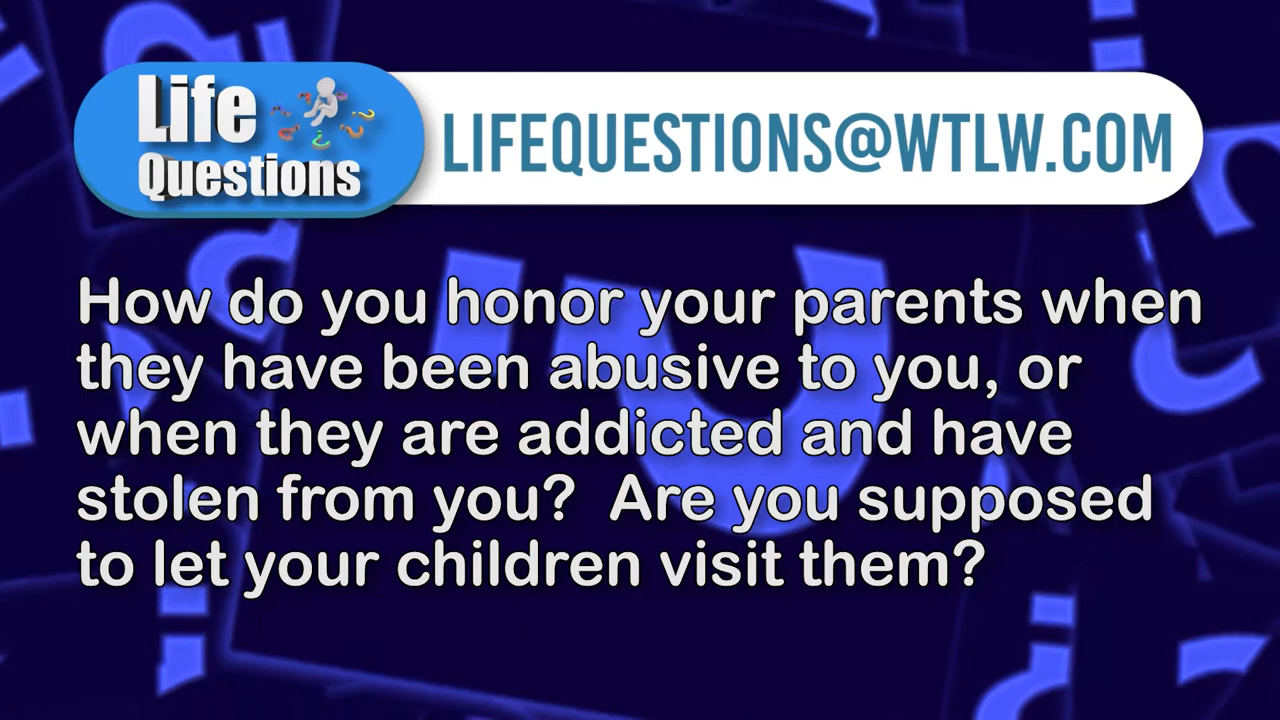 Life
Questions
LIFEQUESTIONS@WTLW.COM
How do you honor your parents when
they have been abusive to you, or
when they are addicted and have
stolen from you?  Are you supposed
to let your children visit them?